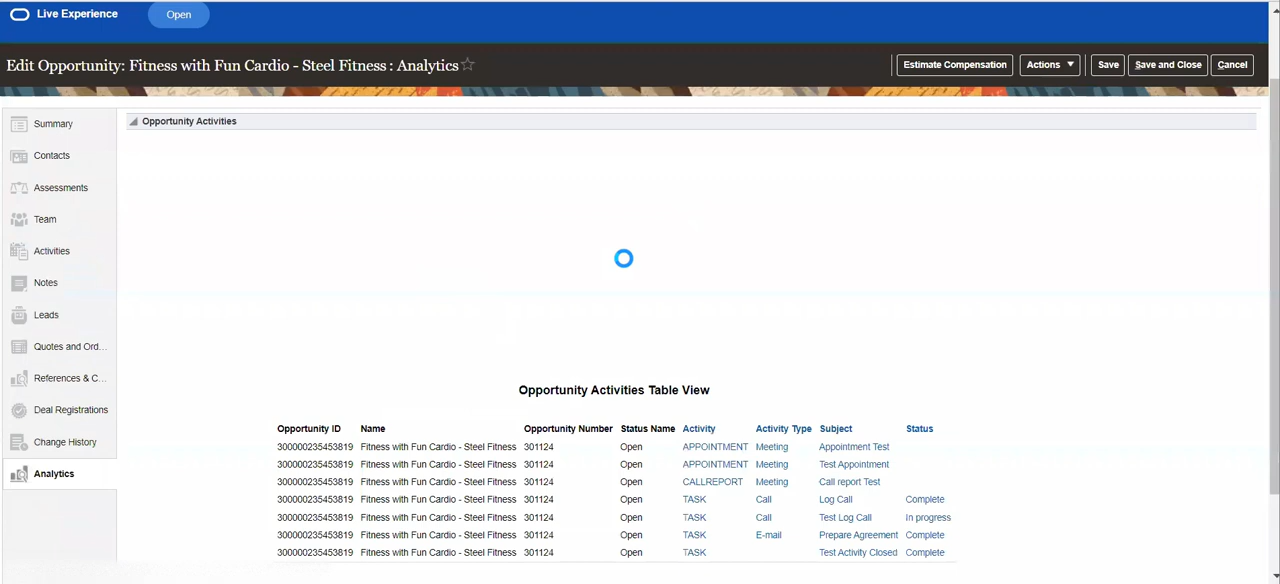 Live Experience Open
Edit Opportunity: Fitness with Fun Cardio - Steel Fitness : Analytics
Estimate Compensation Actions Save Save and Close Cancel
Summary
Contacts
Assessments
Team
Activities
Notes
Leads
Quotes and Ord...
References & C...
Deal Registrations
Change History
Analytics
Opportunity Activities
Opportunity Activities Table View
Opportunity ID Name Opportunity Number Status Name Activity Activity Type Subject Status
300000235453819 Fitness with Fun Cardio - Steel Fitness 301124 Open APPOINTMENT Meeting Appointment Test
300000235453819 Fitness with Fun Cardio - Steel Fitness 301124 Open APPOINTMENT Meeting Test Appointment
300000235453819 Fitness with Fun Cardio - Steel Fitness 301124 Open CALLREPORT Meeting Call report Test
300000235453819 Fitness with Fun Cardio - Steel Fitness 301124 Open TASK Call Log Call Complete
300000235453819 Fitness with Fun Cardio - Steel Fitness 301124 Open TASK Call Test Log Call In progress
300000235453819 Fitness with Fun Cardio - Steel Fitness 301124 Open TASK E-mail Prepare Agreement Complete
300000235453819 Fitness with Fun Cardio - Steel Fitness 301124 Open TASK Test Activity Closed Complete